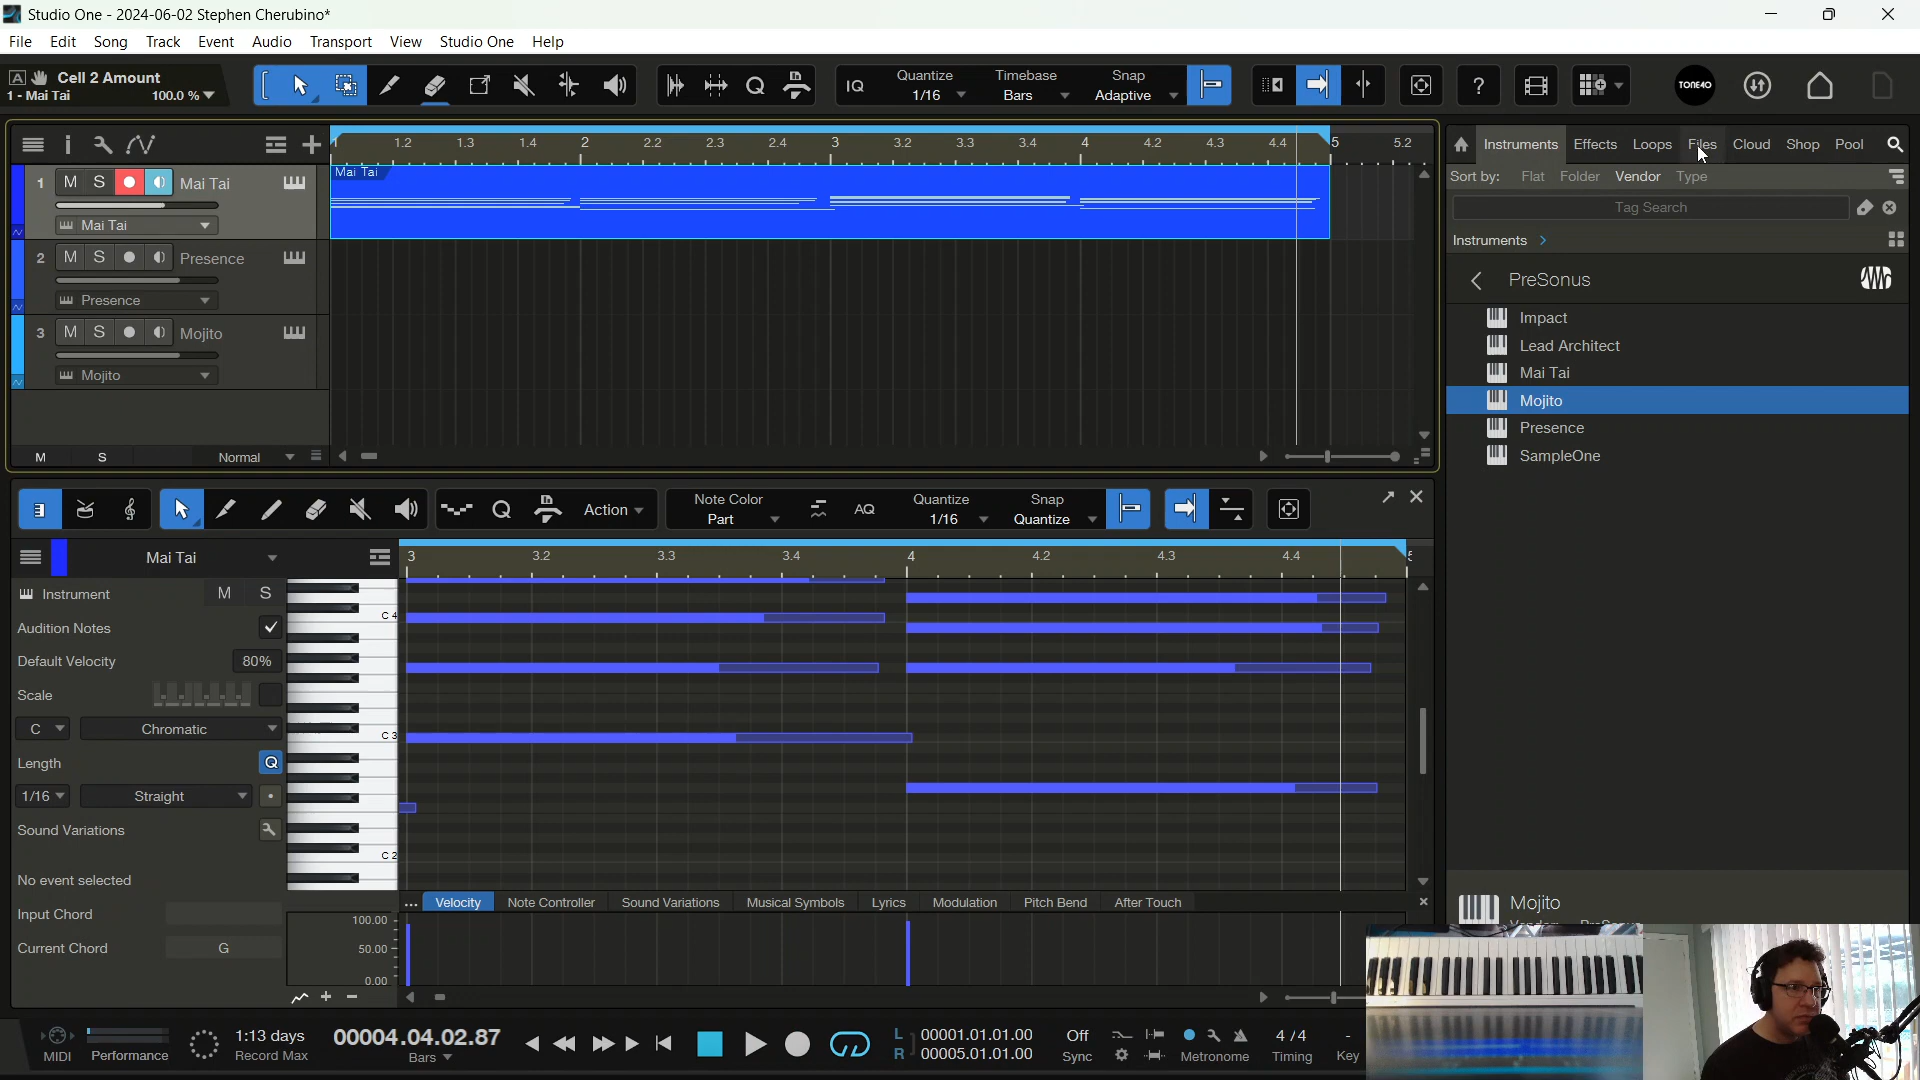 Studio One - 2024-06-02 Stephen Cherubino*
File Edit Song Track Event Audio Transport View Studio One Help
A Cell 2 Amount
1 - Mai Tai 100.0 %
IQ Quantize 1/16 Timebase Bars Snap Adaptive
TONE40
1 1.2 1.3 1.4 2 2.2 2.3 2.4 3 3.2 3.3 3.4 4 4.2 4.3 4.4 5 5.2
1 M S Mai Tai
Mai Tai
Mai Tai
2 M S Presence
Presence
3 M S Mojito
Mojito
M S Normal
Instruments Effects Loops Files Cloud Shop Pool
Sort by: Flat Folder Vendor Type
Tag Search
Instruments
PreSonus
Impact
Lead Architect
Mai Tai
Mojito
Presence
SampleOne
Mojito
Action Note Color Part AQ Quantize 1/16 Snap Quantize
Mai Tai
3 3.2 3.3 3.4 4 4.2 4.3 4.4 5
Instrument M S
Audition Notes
Default Velocity 80%
Scale
C Chromatic
Length Q
1/16 Straight
Sound Variations
No event selected
Input Chord
Current Chord G
C 4
C 3
C 2
... Velocity Note Controller Sound Variations Musical Symbols Lyrics Modulation Pitch Bend After Touch
100.00
50.00
0.00
MIDI Performance
1:13 days
Record Max
00004.04.02.87
Bars
L 00001.01.01.00
R 00005.01.01.00
Off
Sync
Metronome
4 / 4
Timing
-
Key